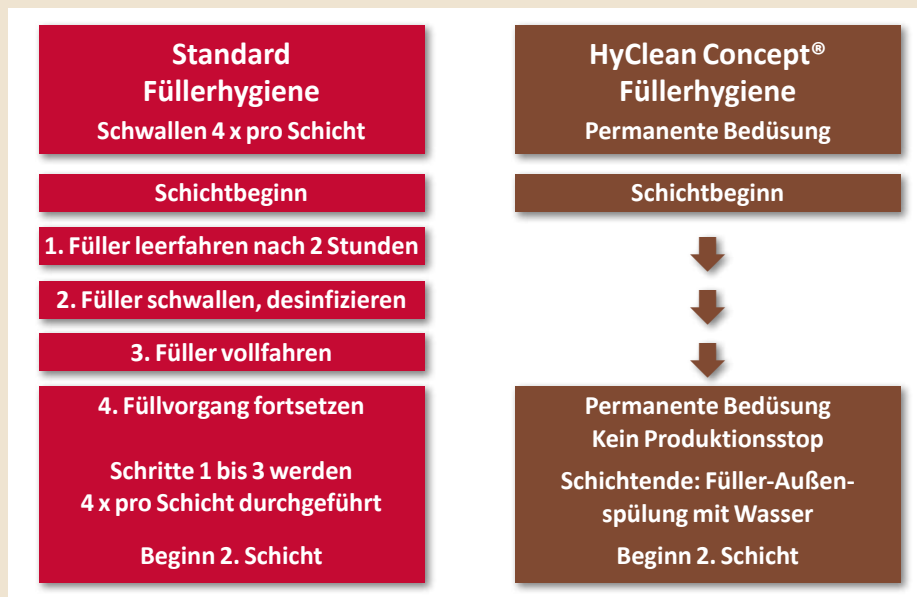 Standard
Füllerhygiene
Schwallen 4 x pro Schicht
Schichtbeginn
1. Füller leerfahren nach 2 Stunden
2. Füller schwallen, desinfizieren
3. Füller vollfahren
4. Füllvorgang fortsetzen
Schritte 1 bis 3 werden
4 x pro Schicht durchgeführt
Beginn 2. Schicht
HyClean Concept®
Füllerhygiene
Permanente Bedüsung
Schichtbeginn
Permanente Bedüsung
Kein Produktionsstop
Schichtende: Füller-Außen-
spülung mit Wasser
Beginn 2. Schicht